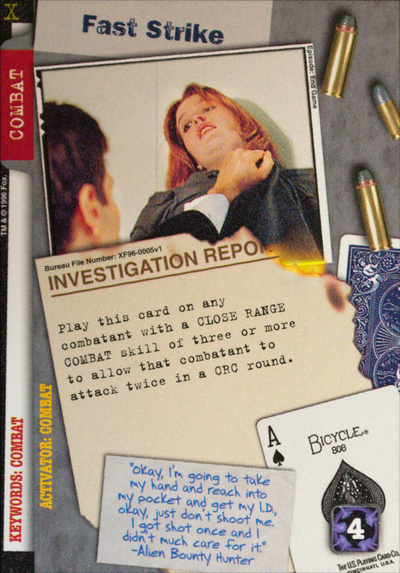 X
Fast Strike
COMBAT
Episode: End Game
TM & © 1996 Fox.
Bureau File Number: XF96-0005v1
INVESTIGATION REPO
Play this card on any
combatant with a CLOSE RANGE
COMBAT skill of three or more
to allow that combatant to
attack twice in a CRC round.
KEYWORDS: COMBAT
ACTIVATOR: COMBAT
A
BICYCLE®
808
4
THE U.S. PLAYING CARD CO.
CINCINNATI, U.S.A.
"Okay, I'm going to take
my hand and reach into
my pocket and get my I.D.,
okay, just don't shoot me.
I got shot once and I
didn't much care for it."
-Alien Bounty Hunter